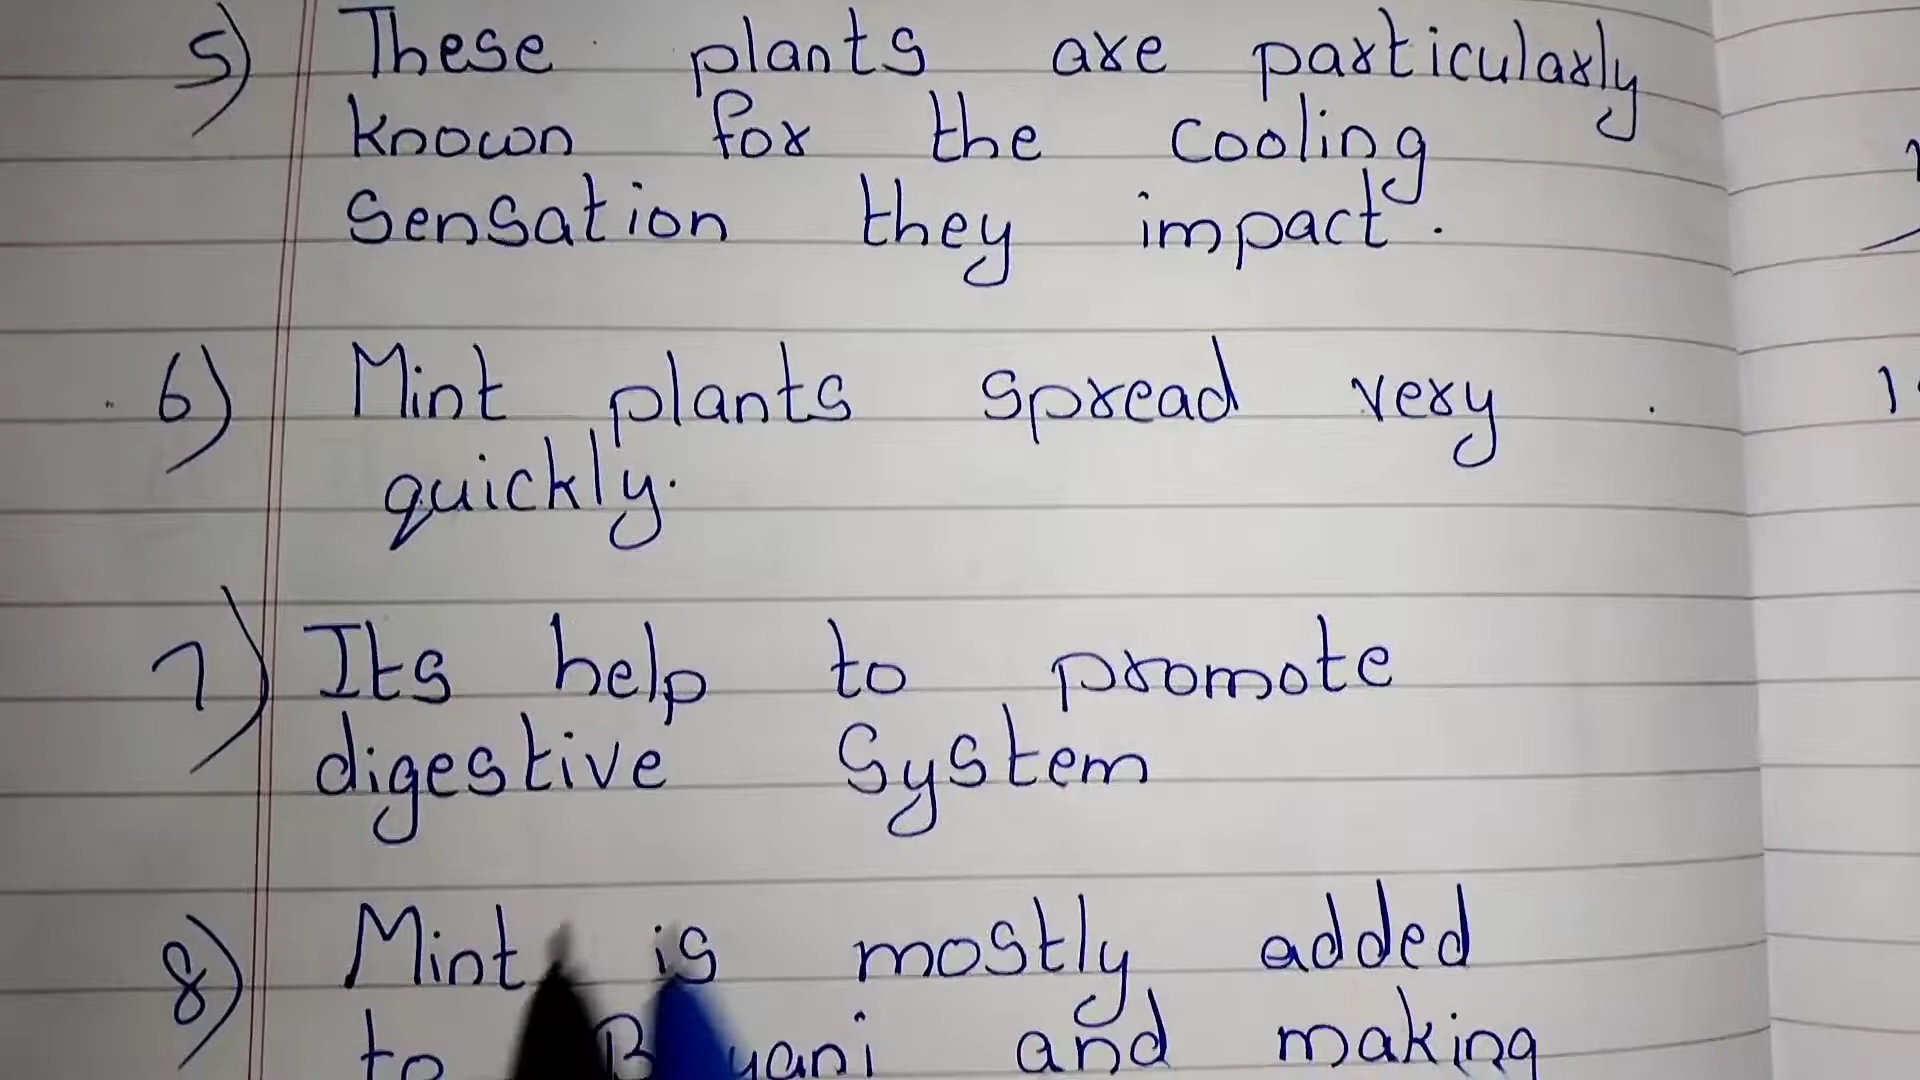 5) These plants are particularly
known for the cooling
Sensation they impact.
6) Mint plants spread very
quickly.
7) Its help to promote
digestive System
8) Mint is mostly added
to and making